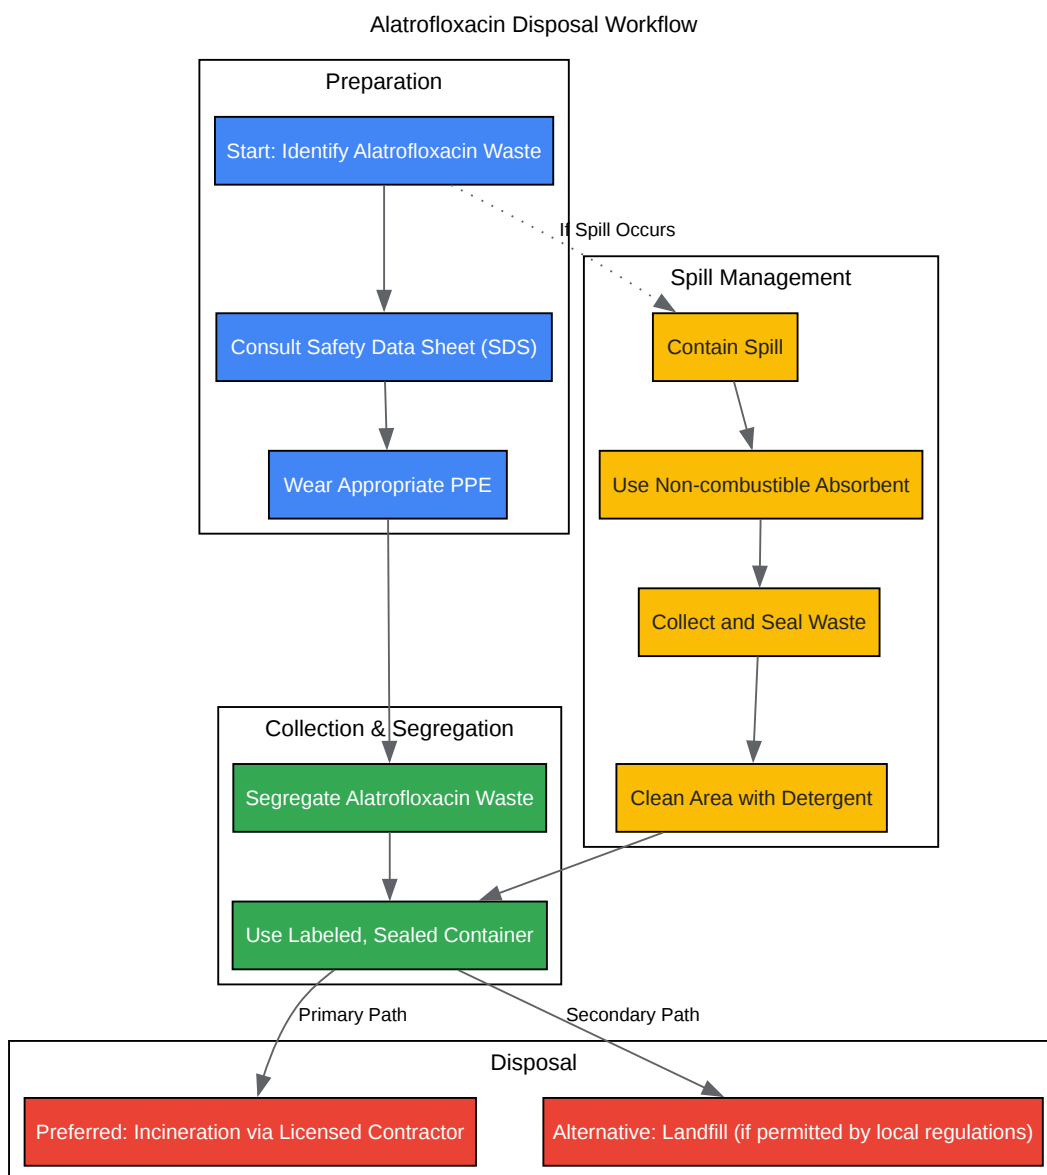 Alatrofloxacin Disposal Workflow
Preparation
Start: Identify Alatrofloxacin Waste
If Spill Occurs
Spill Management
Consult Safety Data Sheet (SDS)
Contain Spill
Wear Appropriate PPE
Use Non-combustible Absorbent
Collect and Seal Waste
Collection & Segregation
Segregate Alatrofloxacin Waste
Clean Area with Detergent
Use Labeled, Sealed Container
Primary Path
Secondary Path
Disposal
Preferred: Incineration via Licensed Contractor
Alternative: Landfill (if permitted by local regulations)